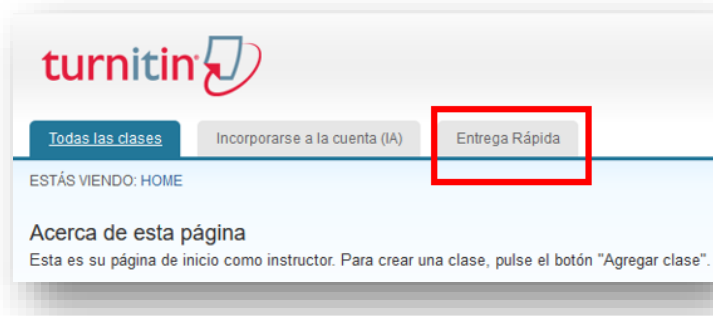 turnitin
Todas las clases Incorporarse a la cuenta (IA) Entrega Rápida
ESTÁS VIENDO: HOME
Acerca de esta página
Esta es su página de inicio como instructor. Para crear una clase, pulse el botón "Agregar clase".